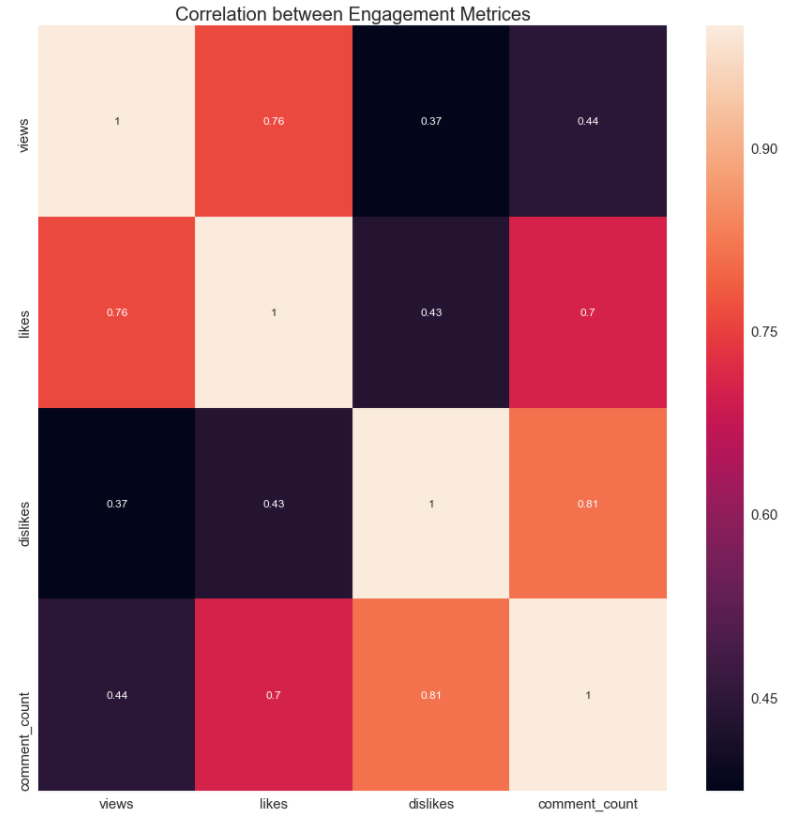 Correlation between Engagement Metrices
views 1 0.76 0.37 0.44
likes 0.76 1 0.43 0.7
dislikes 0.37 0.43 1 0.81
comment_count 0.44 0.7 0.81 1
views likes dislikes comment_count
0.90
0.75
0.60
0.45